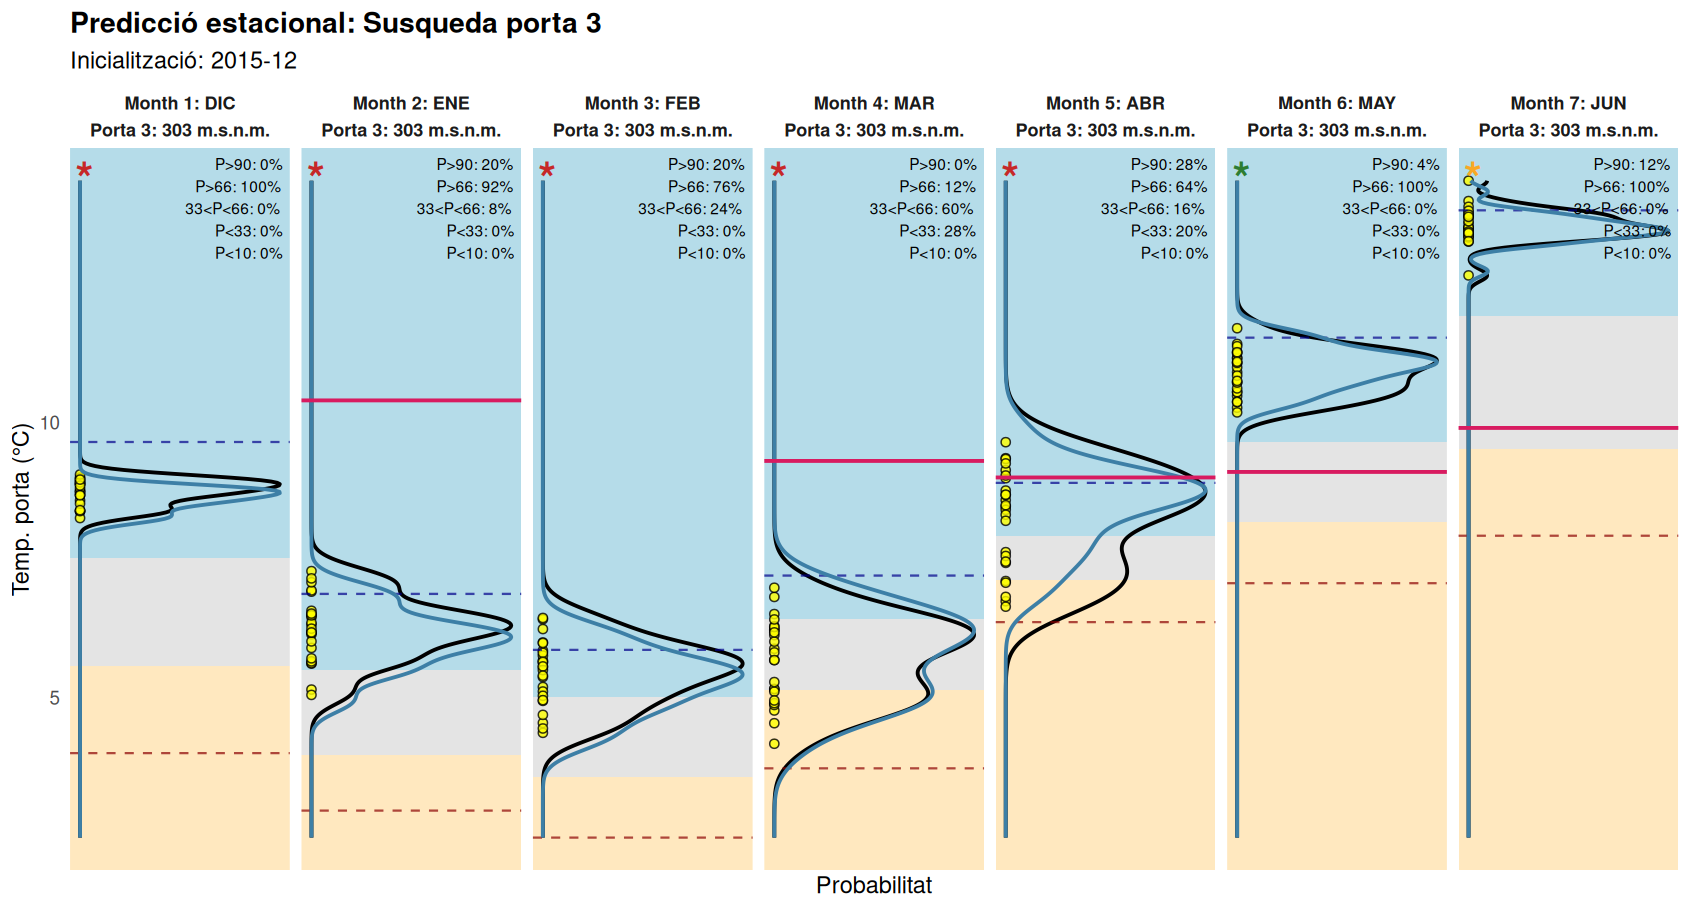 Predicció estacional: Susqueda porta 3
Inicialització: 2015-12
Month 1: DIC
Porta 3: 303 m.s.n.m.
Month 2: ENE
Porta 3: 303 m.s.n.m.
Month 3: FEB
Porta 3: 303 m.s.n.m.
Month 4: MAR
Porta 3: 303 m.s.n.m.
Month 5: ABR
Porta 3: 303 m.s.n.m.
Month 6: MAY
Porta 3: 303 m.s.n.m.
Month 7: JUN
Porta 3: 303 m.s.n.m.
*
P>90: 0%
P>66: 100%
33<P<66: 0%
P<33: 0%
P<10: 0%
*
P>90: 20%
P>66: 92%
33<P<66: 8%
P<33: 0%
P<10: 0%
*
P>90: 20%
P>66: 76%
33<P<66: 24%
P<33: 0%
P<10: 0%
*
P>90: 0%
P>66: 12%
33<P<66: 60%
P<33: 28%
P<10: 0%
*
P>90: 28%
P>66: 64%
33<P<66: 16%
P<33: 20%
P<10: 0%
*
P>90: 4%
P>66: 100%
33<P<66: 0%
P<33: 0%
P<10: 0%
*
P>90: 12%
P>66: 100%
33<P<66: 0%
P<33: 0%
P<10: 0%
Temp. porta (°C)
10
5
Probabilitat